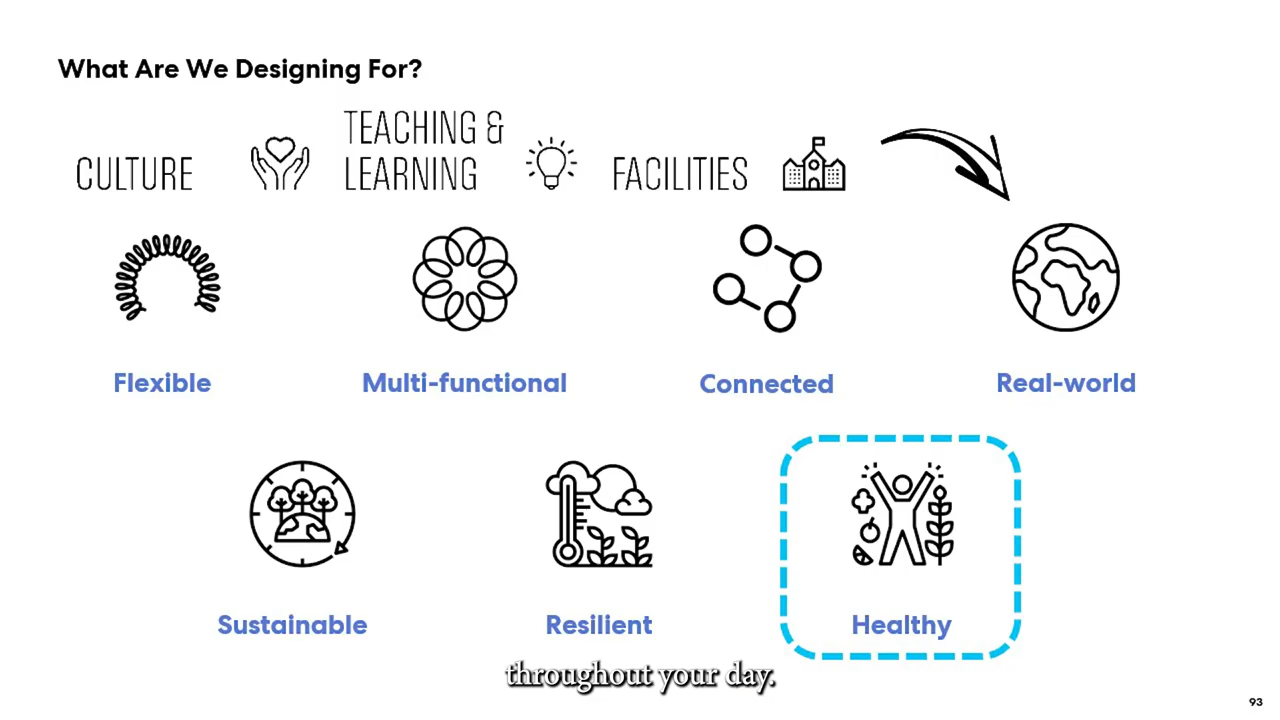 What Are We Designing For?
CULTURE
TEACHING &
LEARNING
FACILITIES
Flexible
Multi-functional
Connected
Real-world
Sustainable
Resilient
Healthy
throughout your day.
93